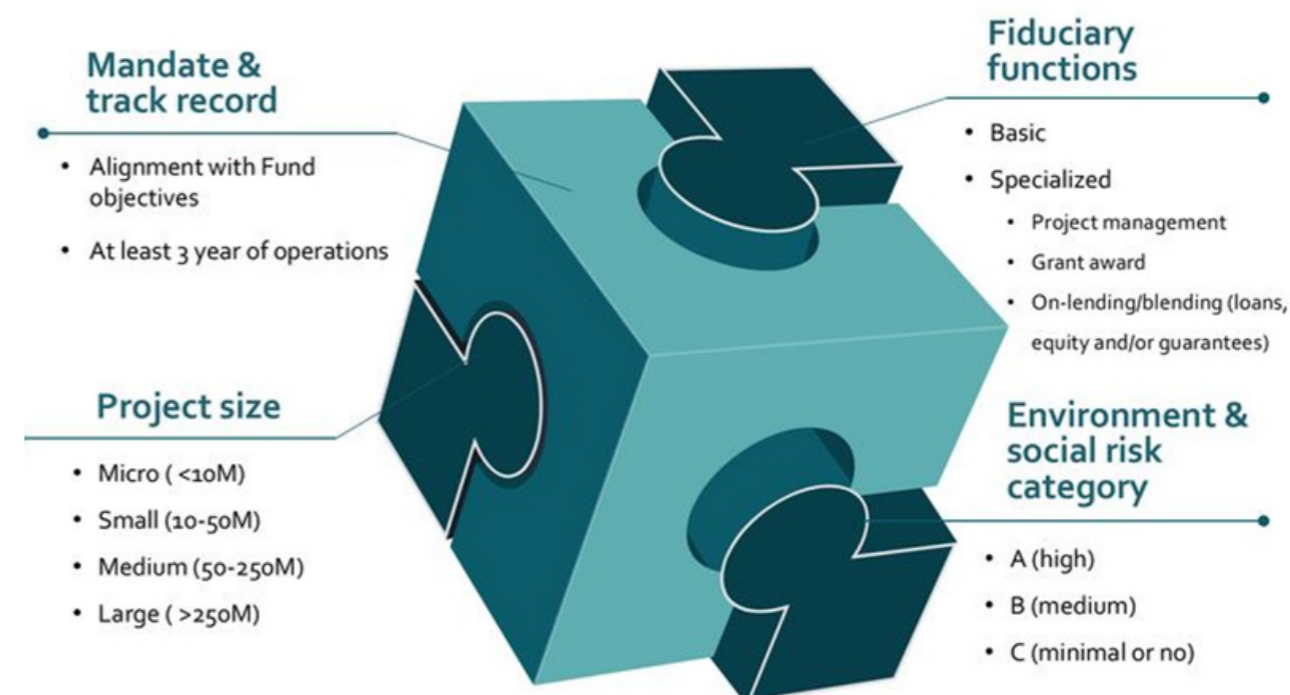 Mandate &
track record
• Alignment with Fund
objectives
• At least 3 year of operations
Project size
• Micro ( <10M)
• Small (10-50M)
• Medium (50-250M)
• Large ( >250M)
Fiduciary
functions
• Basic
• Specialized
• Project management
• Grant award
• On-lending/blending (loans,
equity and/or guarantees)
Environment &
social risk
category
• A (high)
• B (medium)
• C (minimal or no)